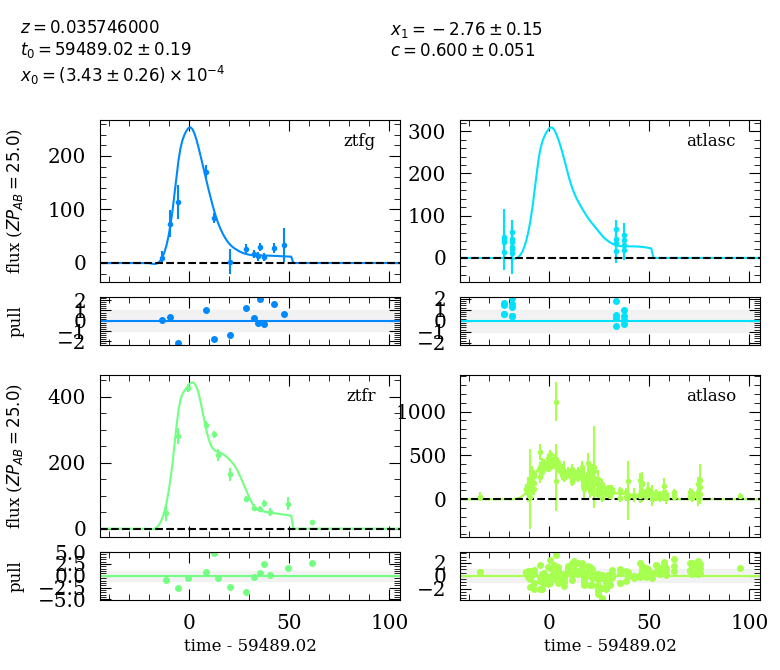 z = 0.035746000
t₀ = 59489.02 ± 0.19
x₀ = (3.43 ± 0.26) × 10⁻⁴
x₁ = −2.76 ± 0.15
c = 0.600 ± 0.051
flux (ZP_AB = 25.0)
200
100
0
ztfg
300
200
100
0
atlasc
pull
2
1
0
−1
−2
2
1
0
−1
−2
flux (ZP_AB = 25.0)
400
200
0
ztfr
1000
500
0
atlaso
pull
5.0
2.5
0.0
−2.5
−5.0
2
0
−2
0
50
100
0
50
100
time - 59489.02
time - 59489.02